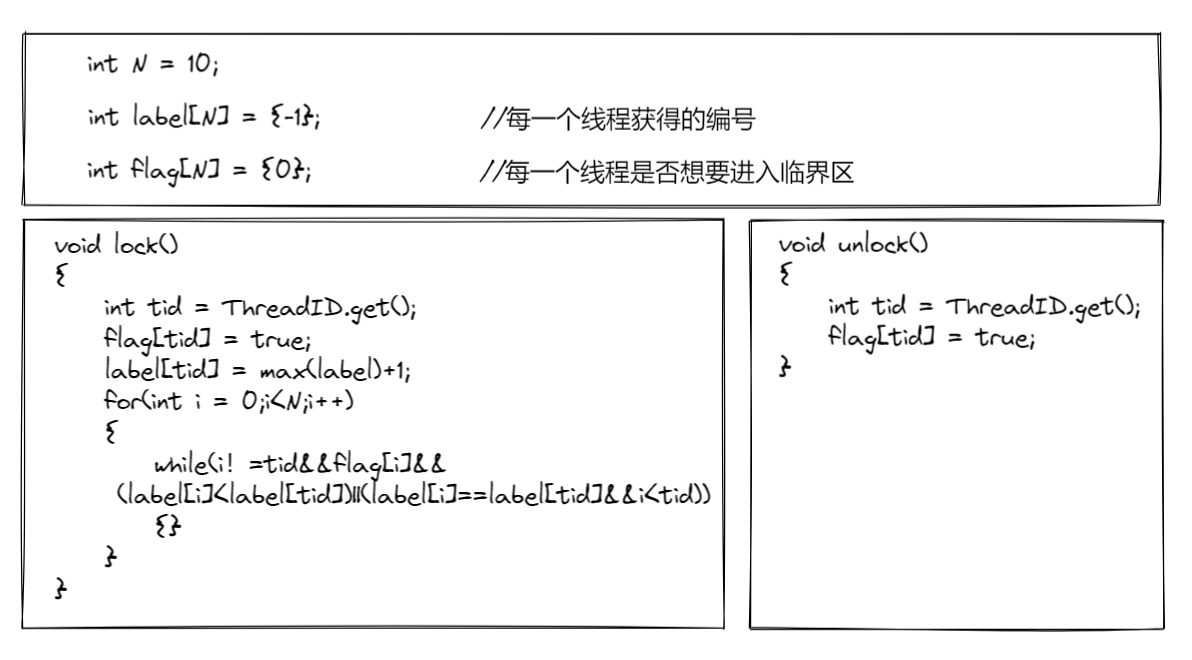 int N = 10;
int label[N] = {-1}; //每一个线程获得的编号
int flag[N] = {0}; //每一个线程是否想要进入临界区
void lock()
{
int tid = ThreadID.get();
flag[tid] = true;
label[tid] = max(label)+1;
for(int i = 0;i<N;i++)
{
while(i! =tid&&flag[i]&&
(label[i]<label[tid])||(label[i]==label[tid]&&i<tid))
{}
}
}
void unlock()
{
int tid = ThreadID.get();
flag[tid] = true;
}